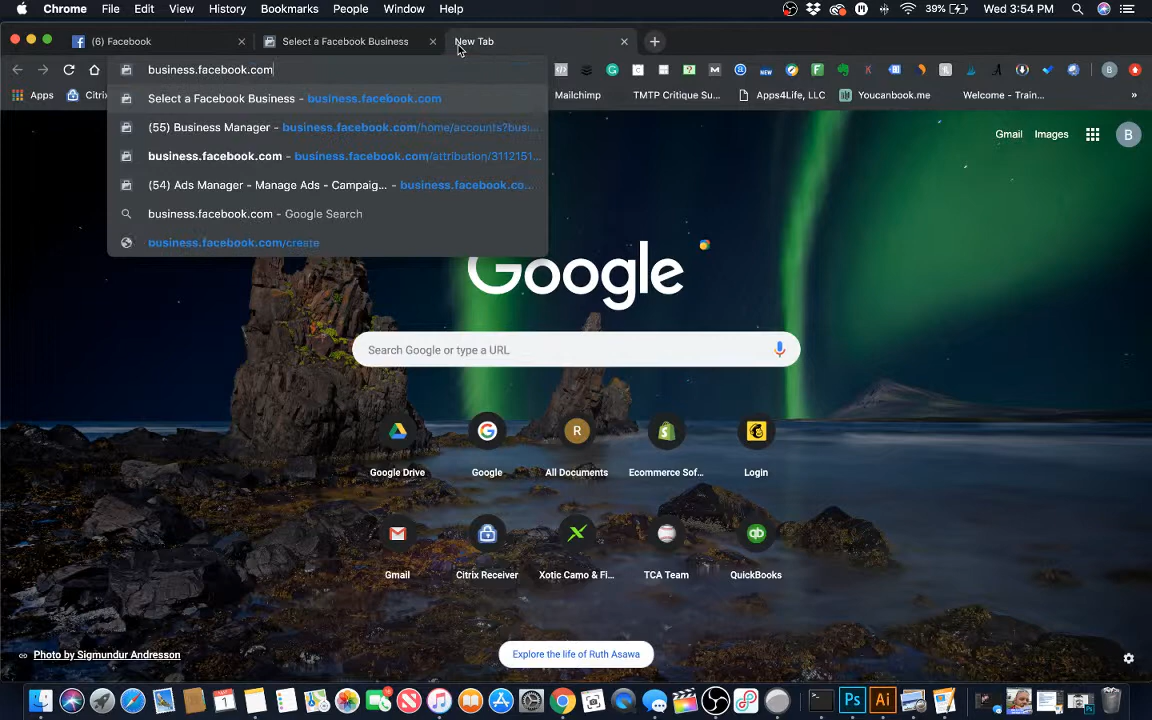 Chrome File Edit View History Bookmarks People Window Help 39% Wed 3:54 PM
(6) Facebook Select a Facebook Business New Tab
business.facebook.com
Select a Facebook Business - business.facebook.com
(55) Business Manager - business.facebook.com/home/accounts?busi...
business.facebook.com - business.facebook.com/attribution/3112151...
(54) Ads Manager - Manage Ads - Campaig... - business.facebook.co...
business.facebook.com - Google Search
business.facebook.com/create
Apps Citrix Mailchimp TMTP Critique Su... Apps4Life, LLC Youcanbook.me Welcome - Train... »
Gmail Images B
Google
Search Google or type a URL
Google Drive Google All Documents Ecommerce Sof... Login
Gmail Citrix Receiver Xotic Camo & Fi... TCA Team QuickBooks
Photo by Sigmundur Andresson
Explore the life of Ruth Asawa
Ps Ai